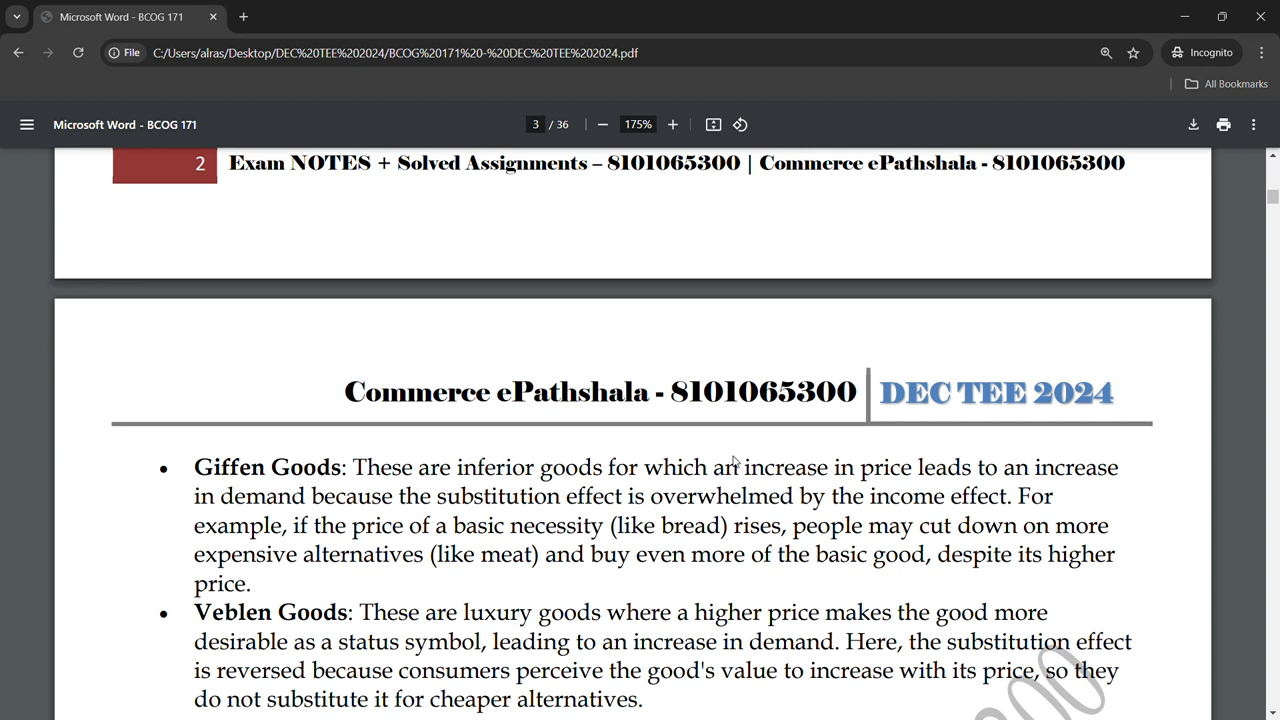 Microsoft Word - BCOG 171
File C:/Users/alras/Desktop/DEC%20TEE%202024/BCOG%20171%20-%20DEC%20TEE%202024.pdf Incognito
All Bookmarks
Microsoft Word - BCOG 171 3 / 36 175%
2 Exam NOTES + Solved Assignments – 8101065300 | Commerce ePathshala - 8101065300
Commerce ePathshala - 8101065300 DEC TEE 2024
• Giffen Goods: These are inferior goods for which an increase in price leads to an increase
in demand because the substitution effect is overwhelmed by the income effect. For
example, if the price of a basic necessity (like bread) rises, people may cut down on more
expensive alternatives (like meat) and buy even more of the basic good, despite its higher
price.
• Veblen Goods: These are luxury goods where a higher price makes the good more
desirable as a status symbol, leading to an increase in demand. Here, the substitution effect
is reversed because consumers perceive the good's value to increase with its price, so they
do not substitute it for cheaper alternatives.